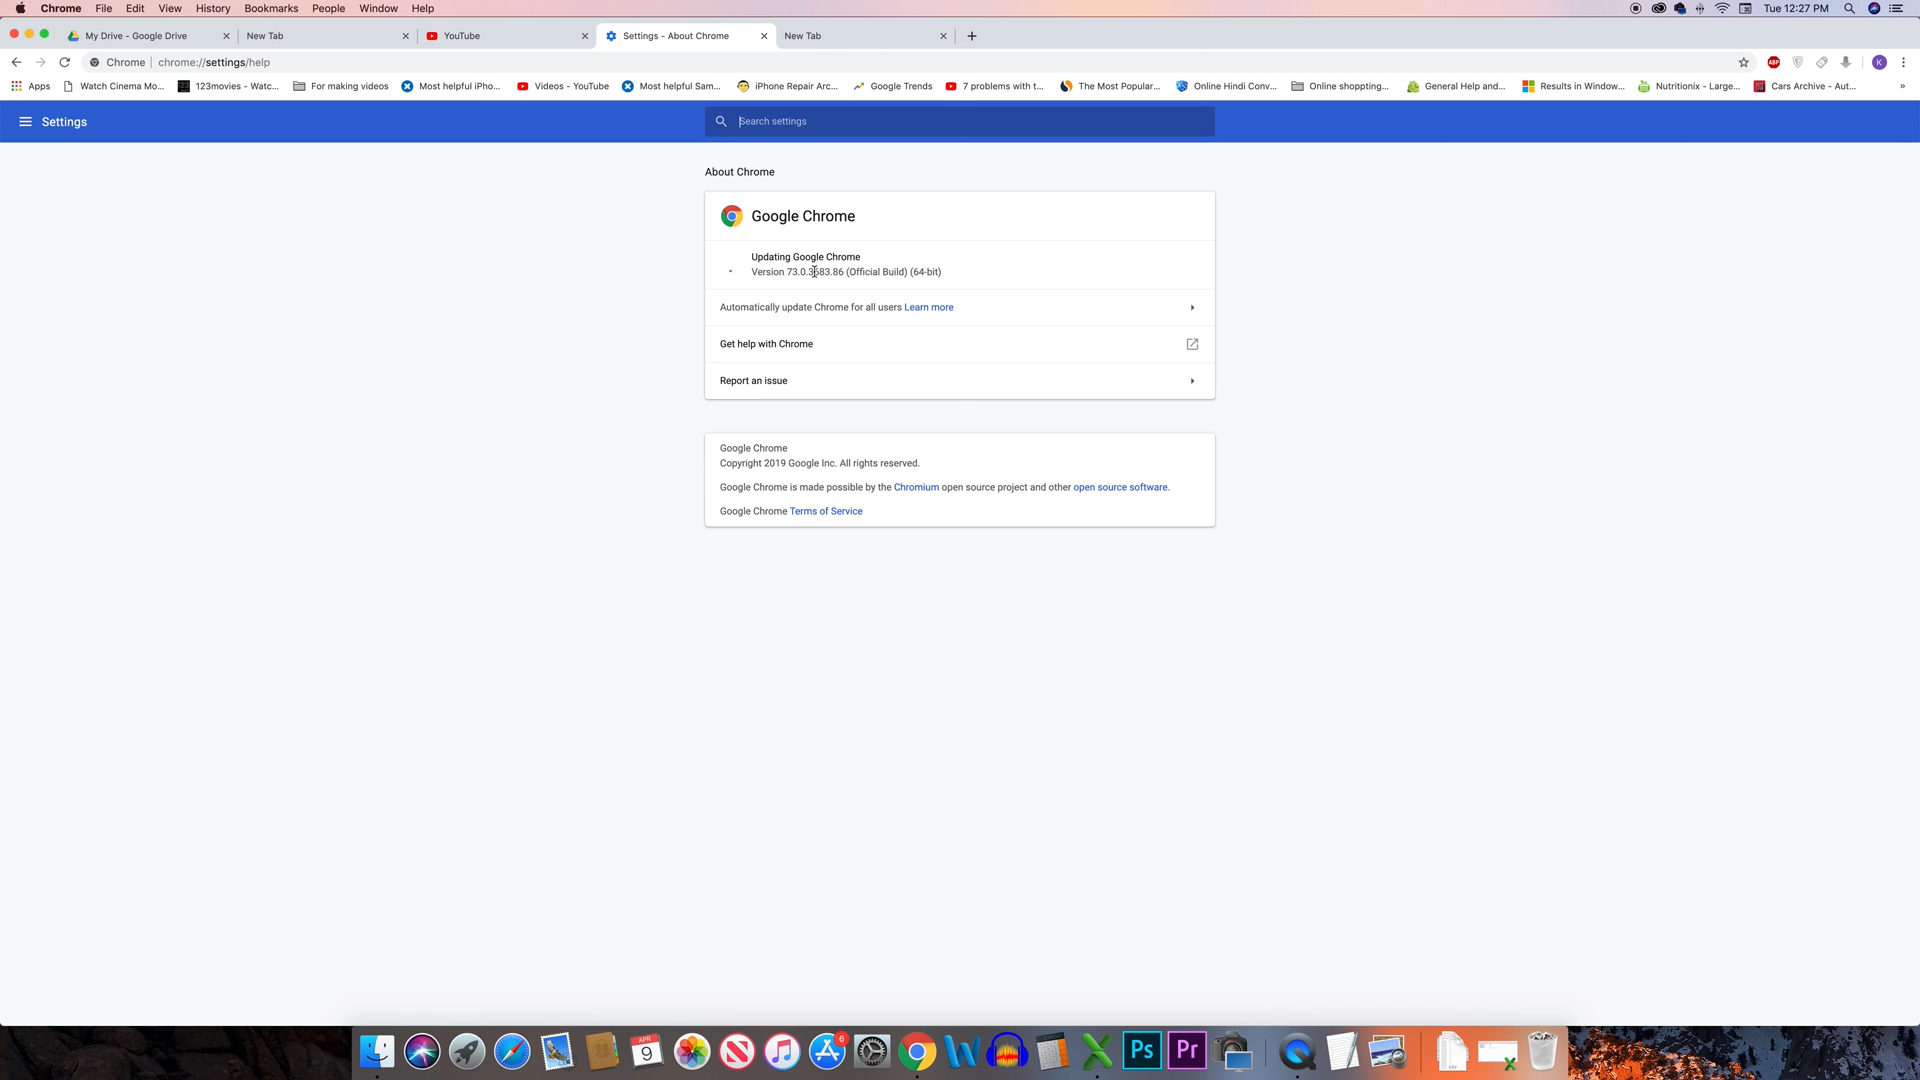 Chrome File Edit View History Bookmarks People Window Help Tue 12:27 PM
My Drive - Google Drive New Tab YouTube Settings - About Chrome New Tab
Chrome | chrome://settings/help ABP K
Apps Watch Cinema Mo... 123movies - Watc... For making videos Most helpful iPho... Videos - YouTube Most helpful Sam... iPhone Repair Arc... Google Trends 7 problems with t... The Most Popular... Online Hindi Conv... Online shoppting... General Help and... Results in Window... Nutritionix - Large... Cars Archive - Aut... »
Settings Search settings
About Chrome
Google Chrome
Updating Google Chrome
Version 73.0.3683.86 (Official Build) (64-bit)
Automatically update Chrome for all users Learn more
Get help with Chrome
Report an issue
Google Chrome
Copyright 2019 Google Inc. All rights reserved.
Google Chrome is made possible by the Chromium open source project and other open source software.
Google Chrome Terms of Service
APR
9
6
Ps
Pr